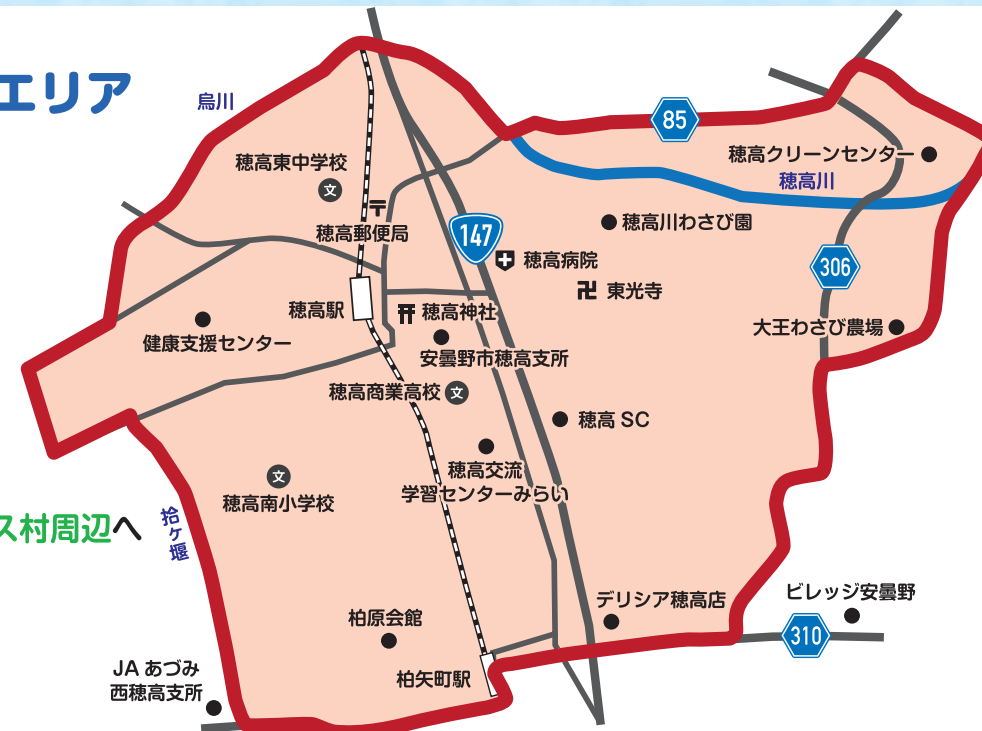 エリア
烏川
85
穂高クリーンセンター
穂高東中学校
文
穂高川
穂高川わさび園
穂高郵便局
147
穂高病院
306
東光寺
穂高駅
穂高神社
大王わさび農場
健康支援センター
安曇野市穂高支所
穂高商業高校
文
穂高 SC
穂高交流
学習センターみらい
文
穂高南小学校
ス村周辺へ
拾ヶ堰
ビレッジ安曇野
デリシア穂高店
柏原会館
310
JA あづみ
西穂高支所
柏矢町駅